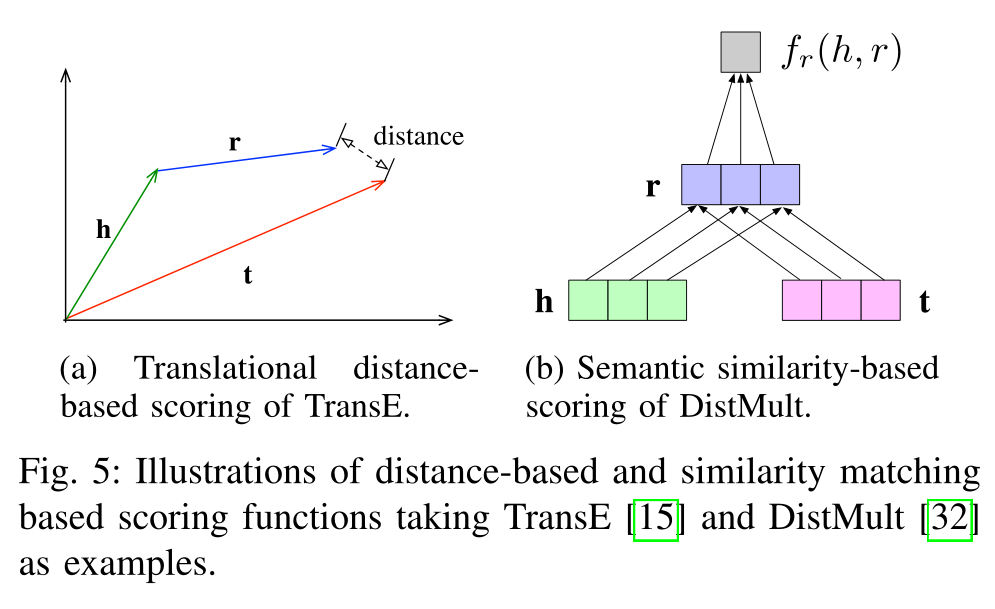 r
distance
h
t
(a) Translational distance-
based scoring of TransE.
f_r(h, r)
r
h
t
(b) Semantic similarity-based
scoring of DistMult.
Fig. 5: Illustrations of distance-based and similarity matching
based scoring functions taking TransE [15] and DistMult [32]
as examples.